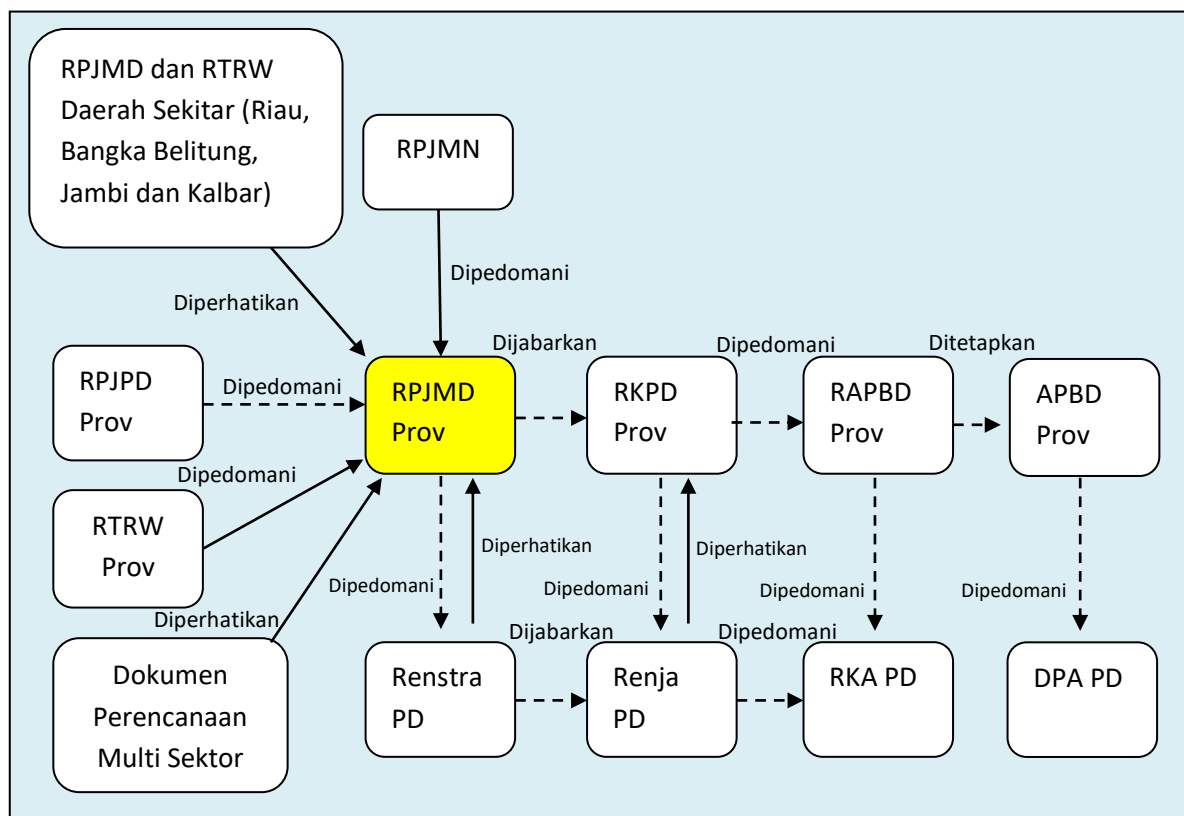 RPJMD dan RTRW
Daerah Sekitar (Riau,
Bangka Belitung,
Jambi dan Kalbar)
RPJMN
Dipedomani
Diperhatikan
Dijabarkan
Dipedomani
Ditetapkan
RPJPD
Prov
Dipedomani
RPJMD
Prov
RKPD
Prov
RAPBD
Prov
APBD
Prov
Dipedomani
RTRW
Prov
Diperhatikan
Diperhatikan
Dipedomani
Dipedomani
Dipedomani
Dipedomani
Diperhatikan
Dijabarkan
Dipedomani
Dokumen
Perencanaan
Multi Sektor
Renstra
PD
Renja
PD
RKA PD
DPA PD